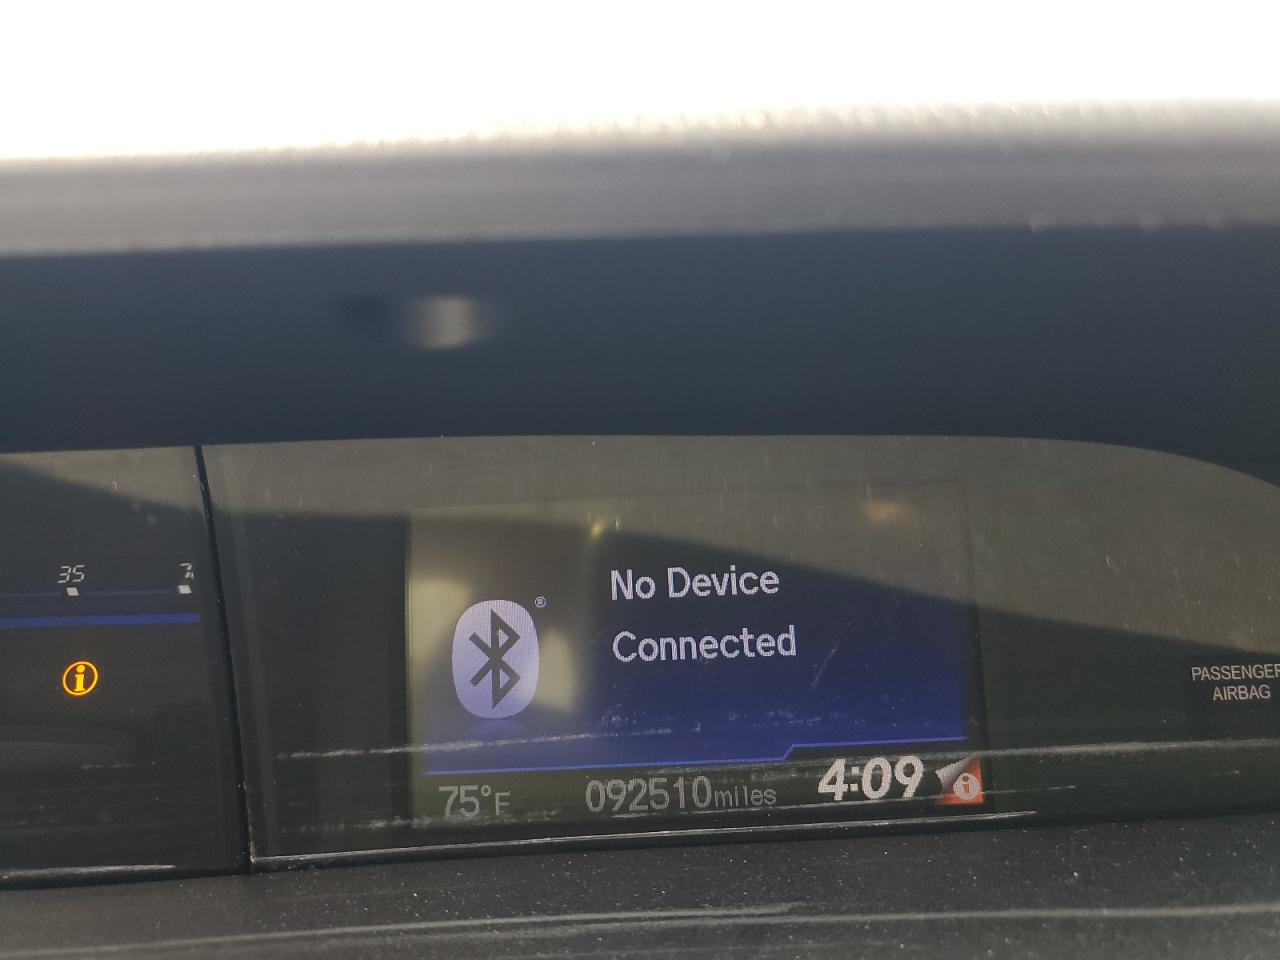 35
No Device
Connected
®
PASSENGER
AIRBAG
75°F
092510miles
4:09